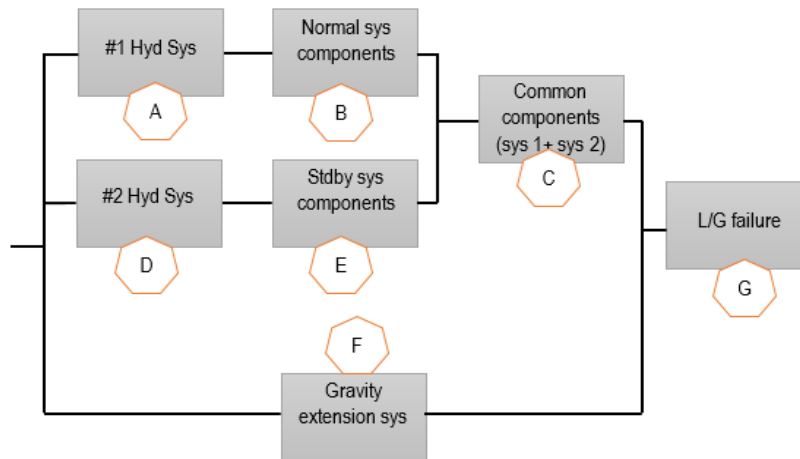 #1 Hyd Sys
A
Normal sys
components
B
Common
components
(sys 1+ sys 2)
C
#2 Hyd Sys
D
Stdby sys
components
E
L/G failure
G
F
Gravity
extension sys